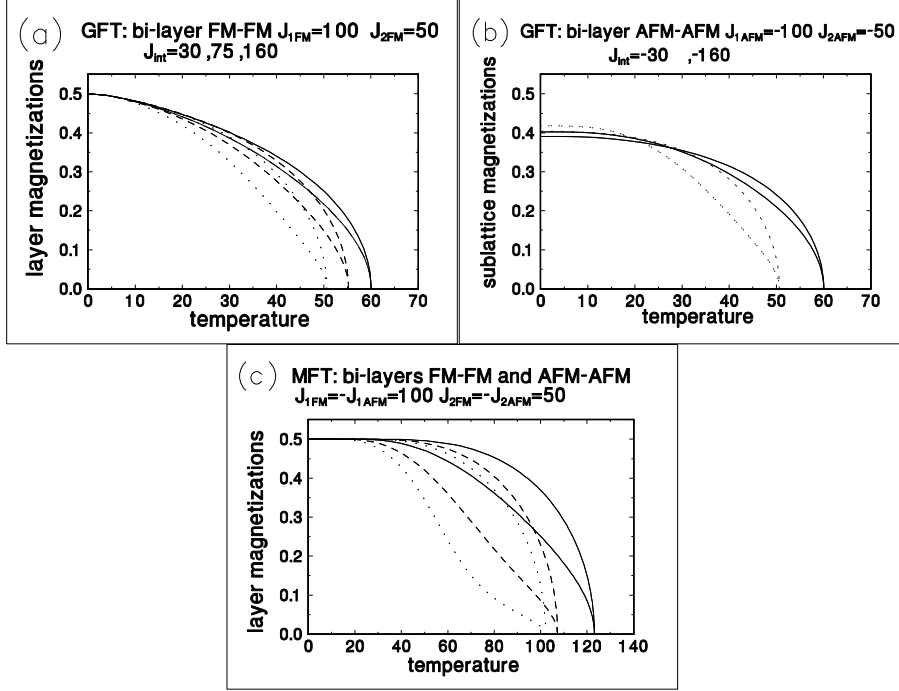 (a) GFT: bi-layer FM-FM J1FM=100 J2FM=50
Jint=30 ,75 ,160
layer magnetizations
0.5
0.4
0.3
0.2
0.1
0.0
0 10 20 30 40 50 60 70
temperature
(b) GFT: bi-layer AFM-AFM J1AFM=-100 J2AFM=-50
Jint=-30 ,-160
sublattice magnetizations
0.5
0.4
0.3
0.2
0.1
0.0
0 10 20 30 40 50 60 70
temperature
(c) MFT: bi-layers FM-FM and AFM-AFM
J1FM=-J1AFM=100 J2FM=-J2AFM=50
layer magnetizations
0.5
0.4
0.3
0.2
0.1
0.0
0 20 40 60 80 100 120 140
temperature